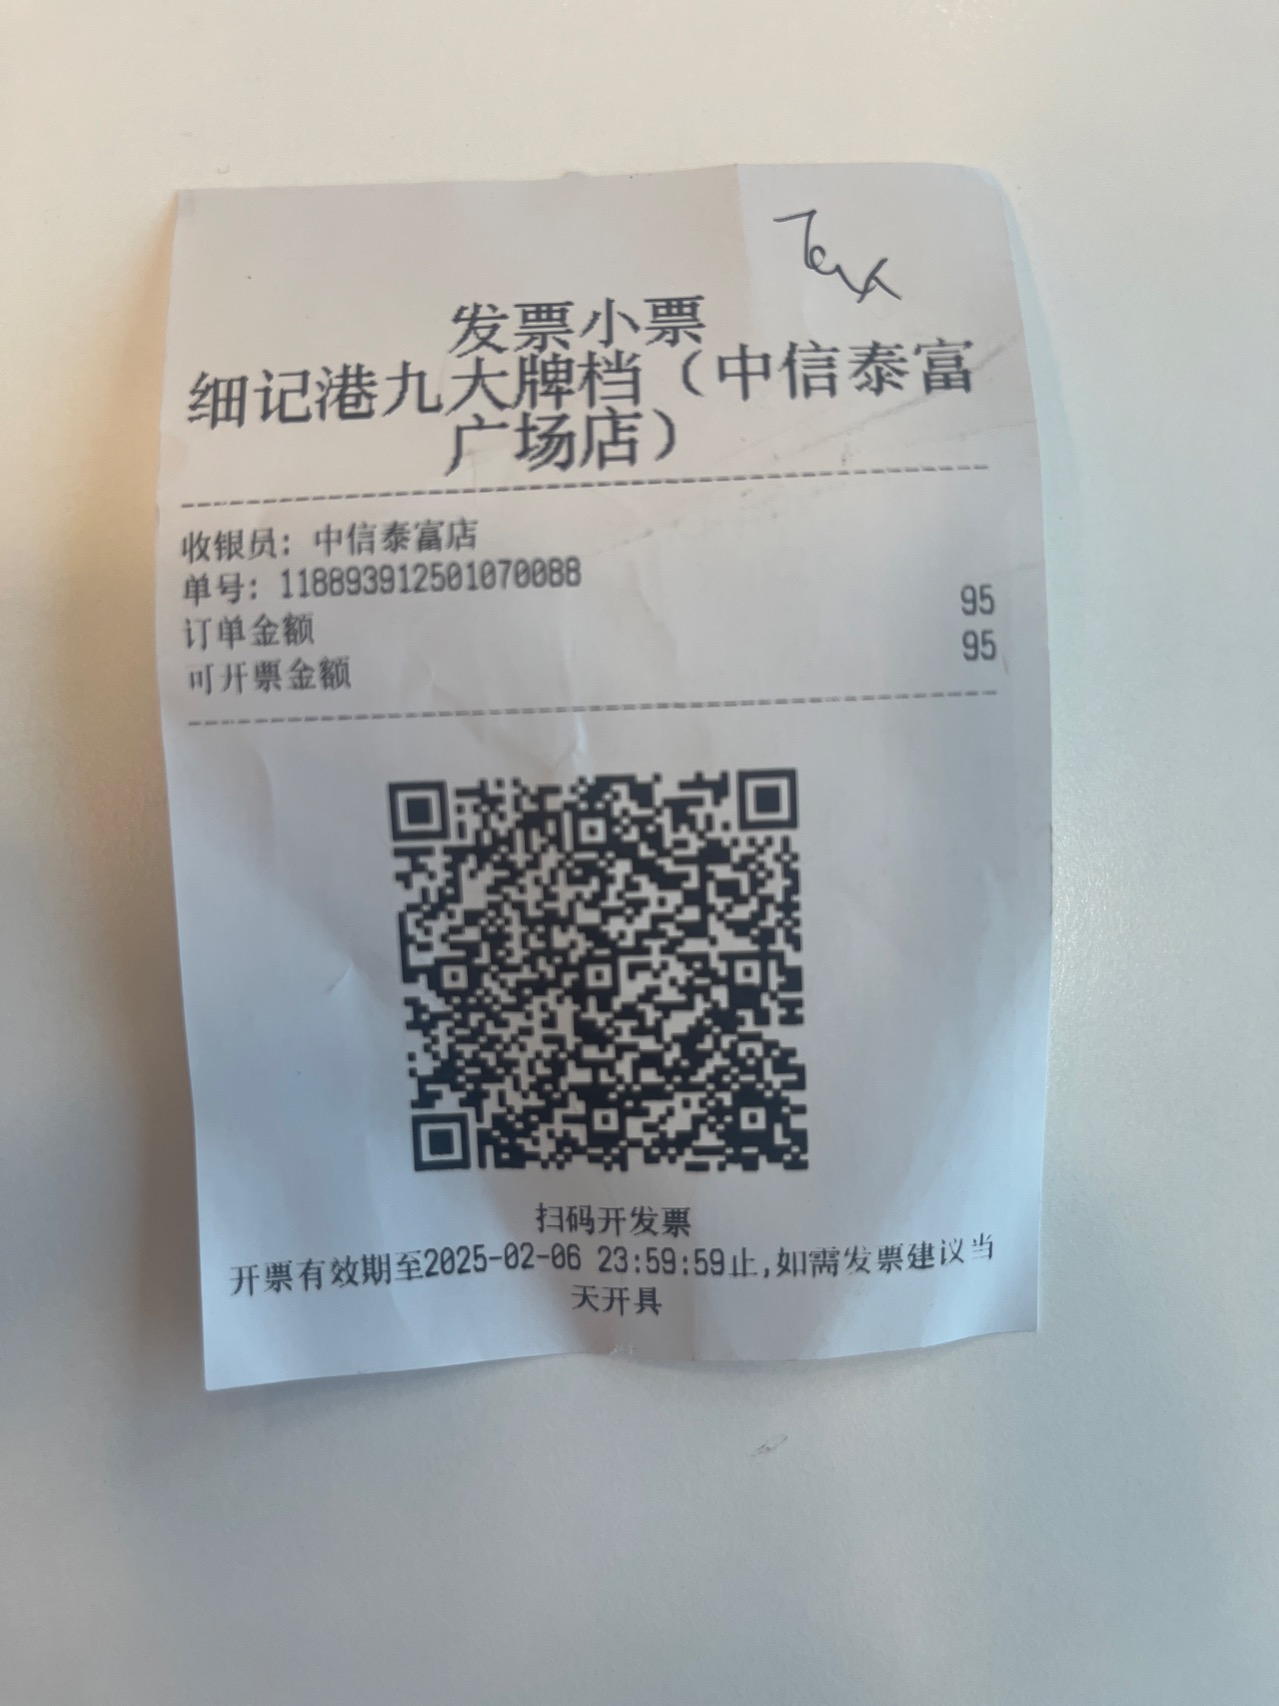 发票小票
细记港九大牌档（中信泰富
广场店）
收银员：中信泰富店
单号：118893912501070088
订单金额 95
可开票金额 95
扫码开发票
开票有效期至2025-02-06 23:59:59止,如需发票建议当
天开具